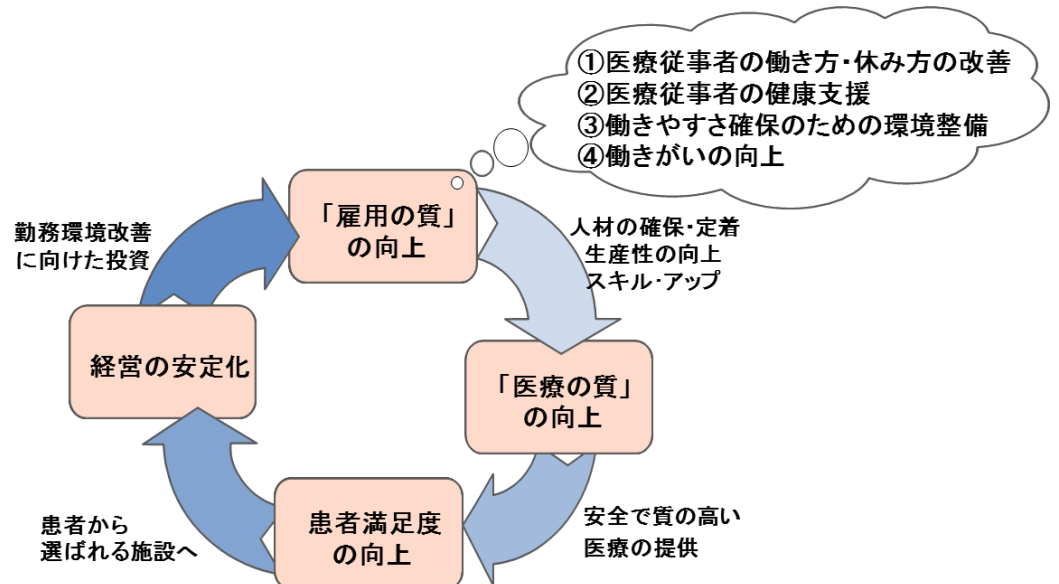 ①医療従事者の働き方・休み方の改善
②医療従事者の健康支援
③働きやすさ確保のための環境整備
④働きがいの向上
「雇用の質」
の向上
人材の確保・定着
生産性の向上
スキル・アップ
「医療の質」
の向上
安全で質の高い
医療の提供
患者満足度
の向上
患者から
選ばれる施設へ
経営の安定化
勤務環境改善
に向けた投資